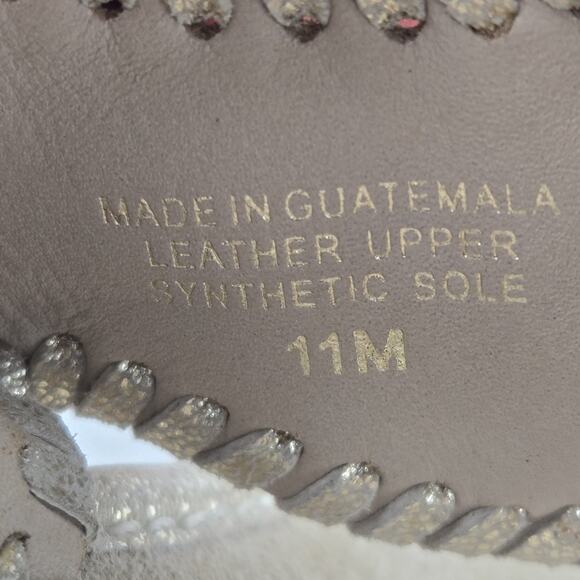 MADE IN GUATEMALA
LEATHER UPPER
SYNTHETIC SOLE
11M